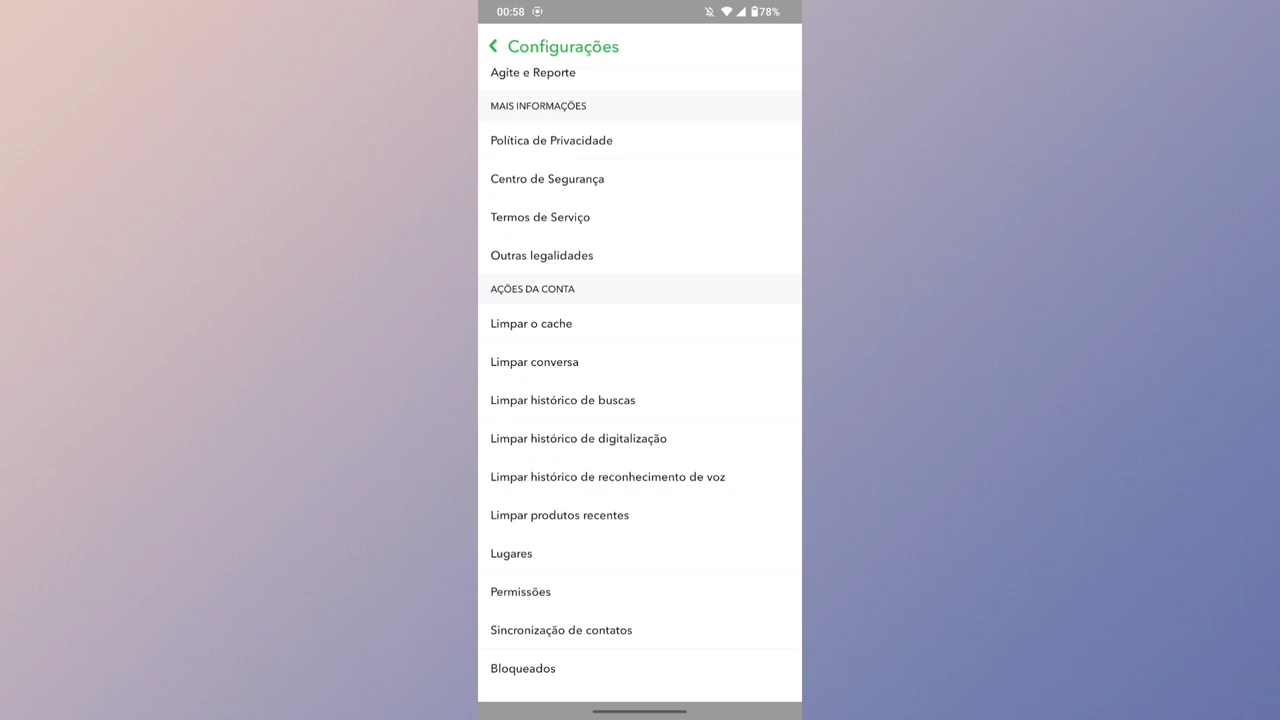 00:58
78%
Configurações
Agite e Reporte
MAIS INFORMAÇÕES
Política de Privacidade
Centro de Segurança
Termos de Serviço
Outras legalidades
AÇÕES DA CONTA
Limpar o cache
Limpar conversa
Limpar histórico de buscas
Limpar histórico de digitalização
Limpar histórico de reconhecimento de voz
Limpar produtos recentes
Lugares
Permissões
Sincronização de contatos
Bloqueados